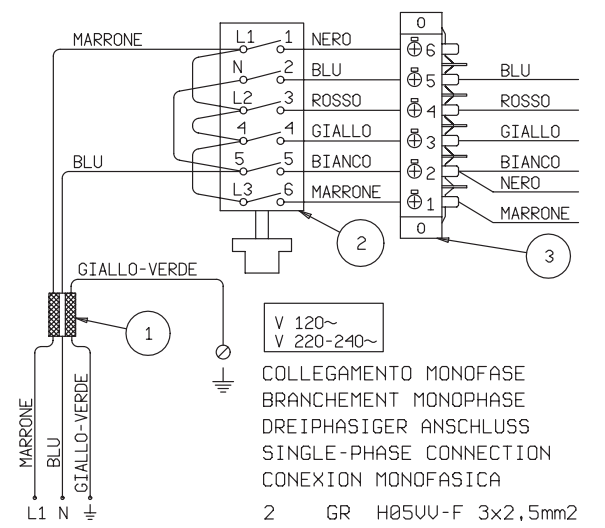 0
MARRONE L1 1 NERO 6
N 2 BLU 5 BLU
L2 3 ROSSO 4 ROSSO
4 4 GIALLO 3 GIALLO
BLU 5 5 BIANCO 2 BIANCO
NERO
L3 6 MARRONE 1 MARRONE
0
2
3
GIALLO-VERDE
1
V 120~
V 220-240~
COLLEGAMENTO MONOFASE
BRANCHEMENT MONOPHASE
DREIPHASIGER ANSCHLUSS
SINGLE-PHASE CONNECTION
CONEXION MONOFASICA
MARRONE
BLU
GIALLO-VERDE
L1 N
2 GR H05VV-F 3x2,5mm2